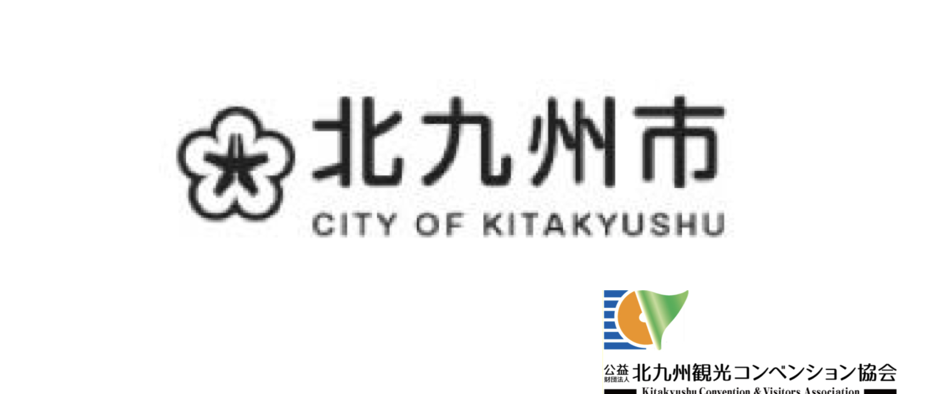 北九州市
CITY OF KITAKYUSHU
公益
財団法人 北九州観光コンベンション協会
Kitakyushu Convention & Visitors Association